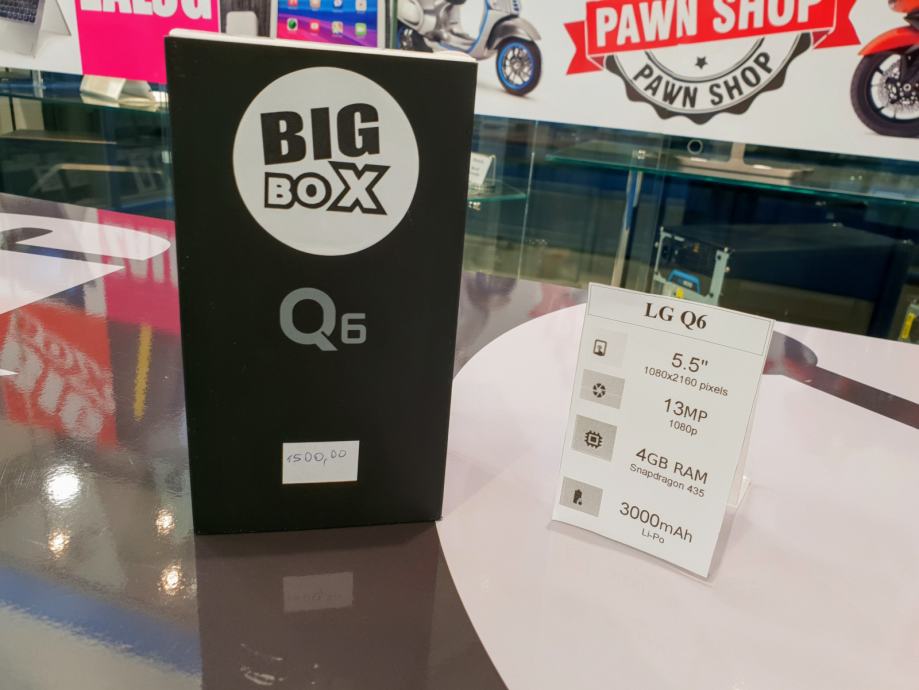 ZALOG
PAWN SHOP
PAWN SHOP
BIG
BOX
Q6
1500,00
LG Q6
5.5"
1080x2160 pixels
13MP
1080p
4GB RAM
Snapdragon 435
3000mAh
Li-Po